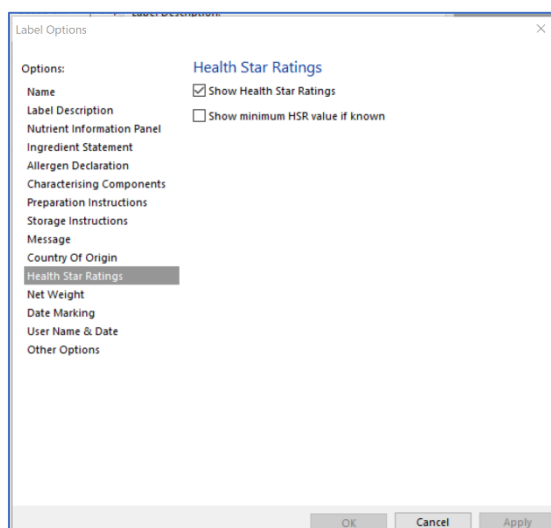 Label Description:
Label Options
Options:
Name
Label Description
Nutrient Information Panel
Ingredient Statement
Allergen Declaration
Characterising Components
Preparation Instructions
Storage Instructions
Message
Country Of Origin
Health Star Ratings
Net Weight
Date Marking
User Name & Date
Other Options
Health Star Ratings
Show Health Star Ratings
Show minimum HSR value if known
OK Cancel Apply